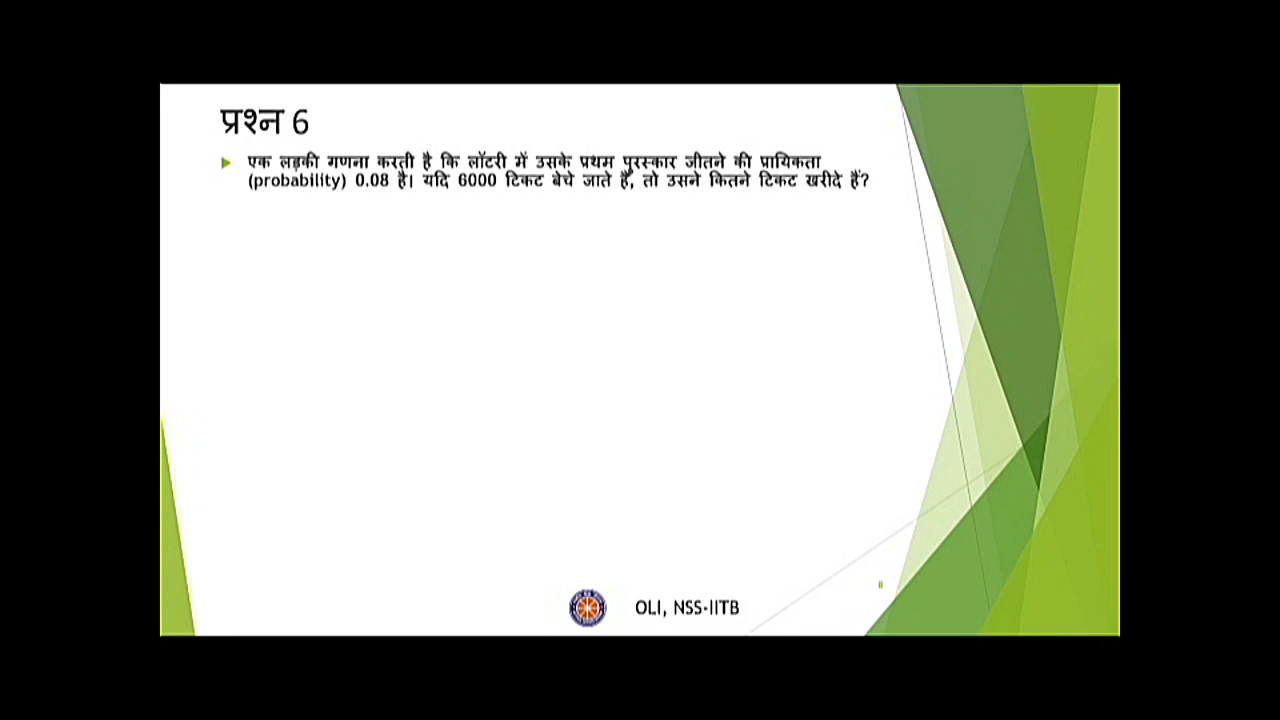 प्रश्न 6
एक लड़की गणना करती है कि लॉटरी में उसके प्रथम पुरस्कार जीतने की प्रायिकता
(probability) 0.08 है। यदि 6000 टिकट बेचे जाते हैं, तो उसने कितने टिकट खरीदे हैं?
OLI, NSS-IITB